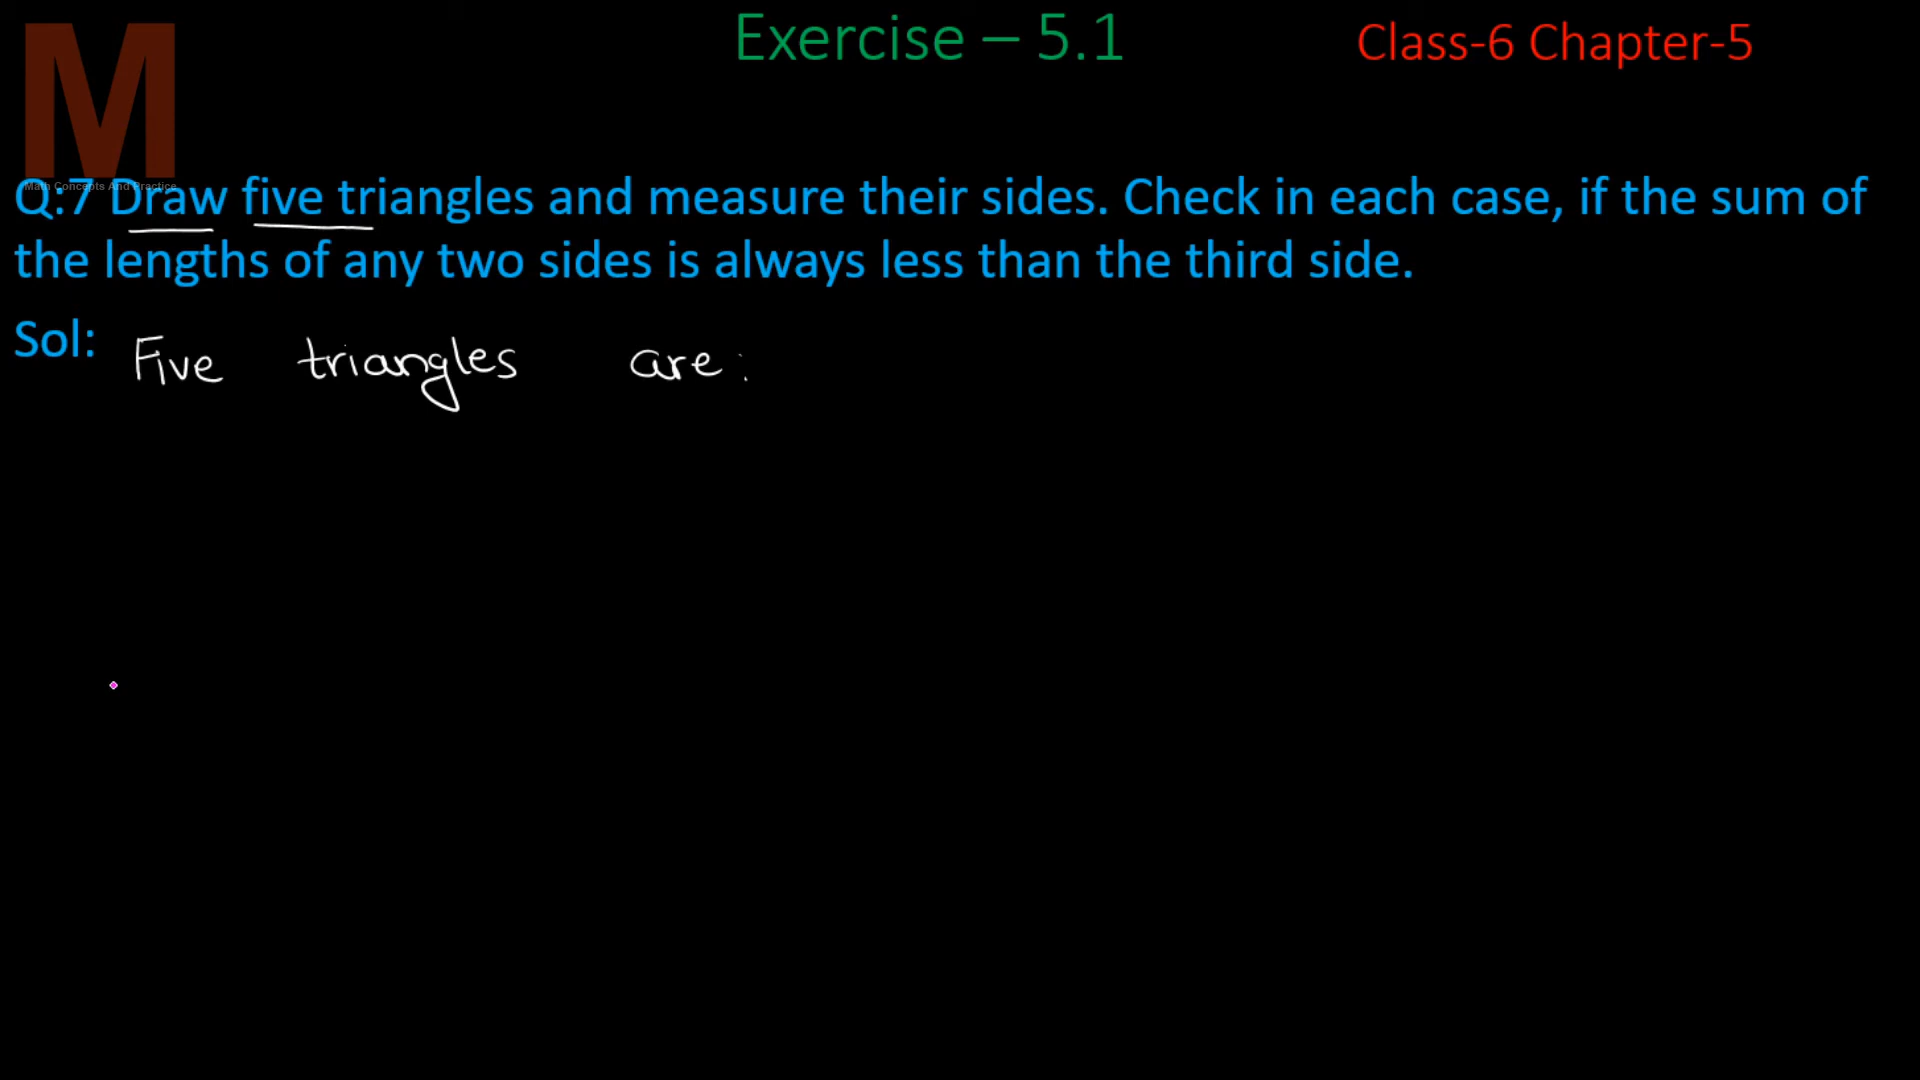 Exercise – 5.1
Class-6 Chapter-5
M
Math Concepts And Practice
Q:7 Draw five triangles and measure their sides. Check in each case, if the sum of
the lengths of any two sides is always less than the third side.
Sol: Five triangles are: